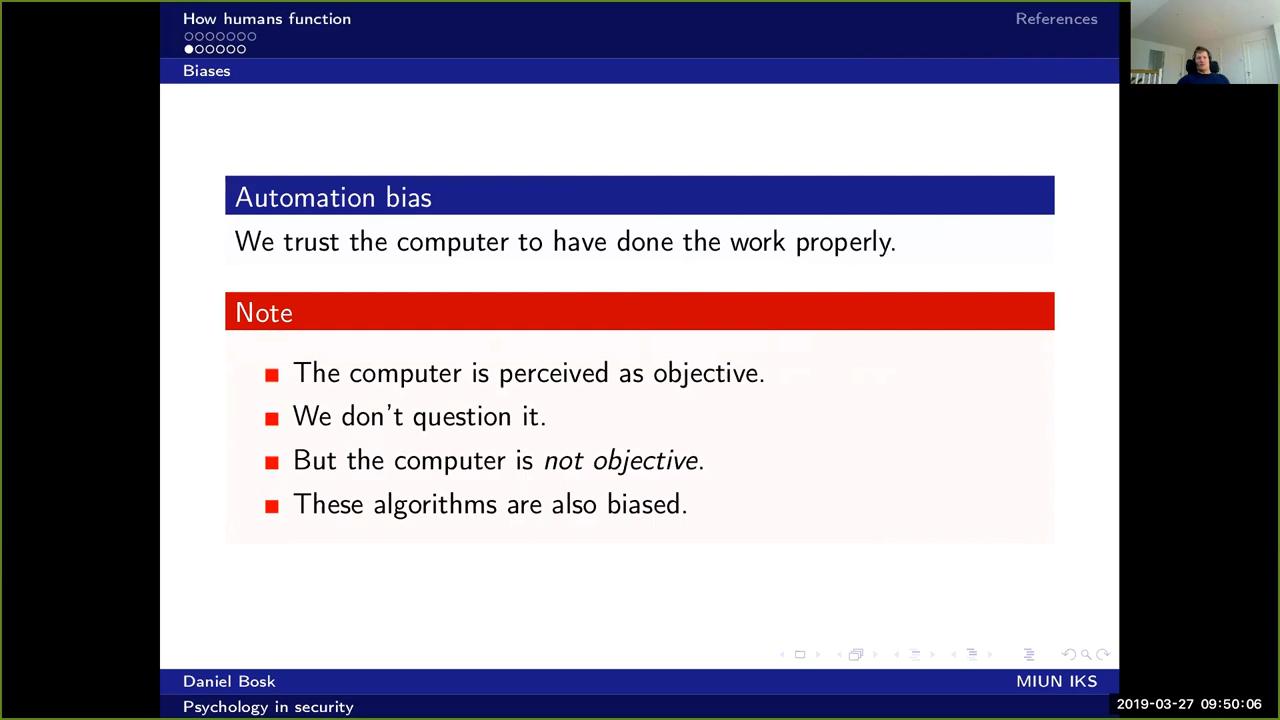 How humans function
References
Biases
Automation bias
We trust the computer to have done the work properly.
Note
The computer is perceived as objective.
We don't question it.
But the computer is not objective.
These algorithms are also biased.
Daniel Bosk
MIUN IKS
Psychology in security
2019-03-27 09:50:06